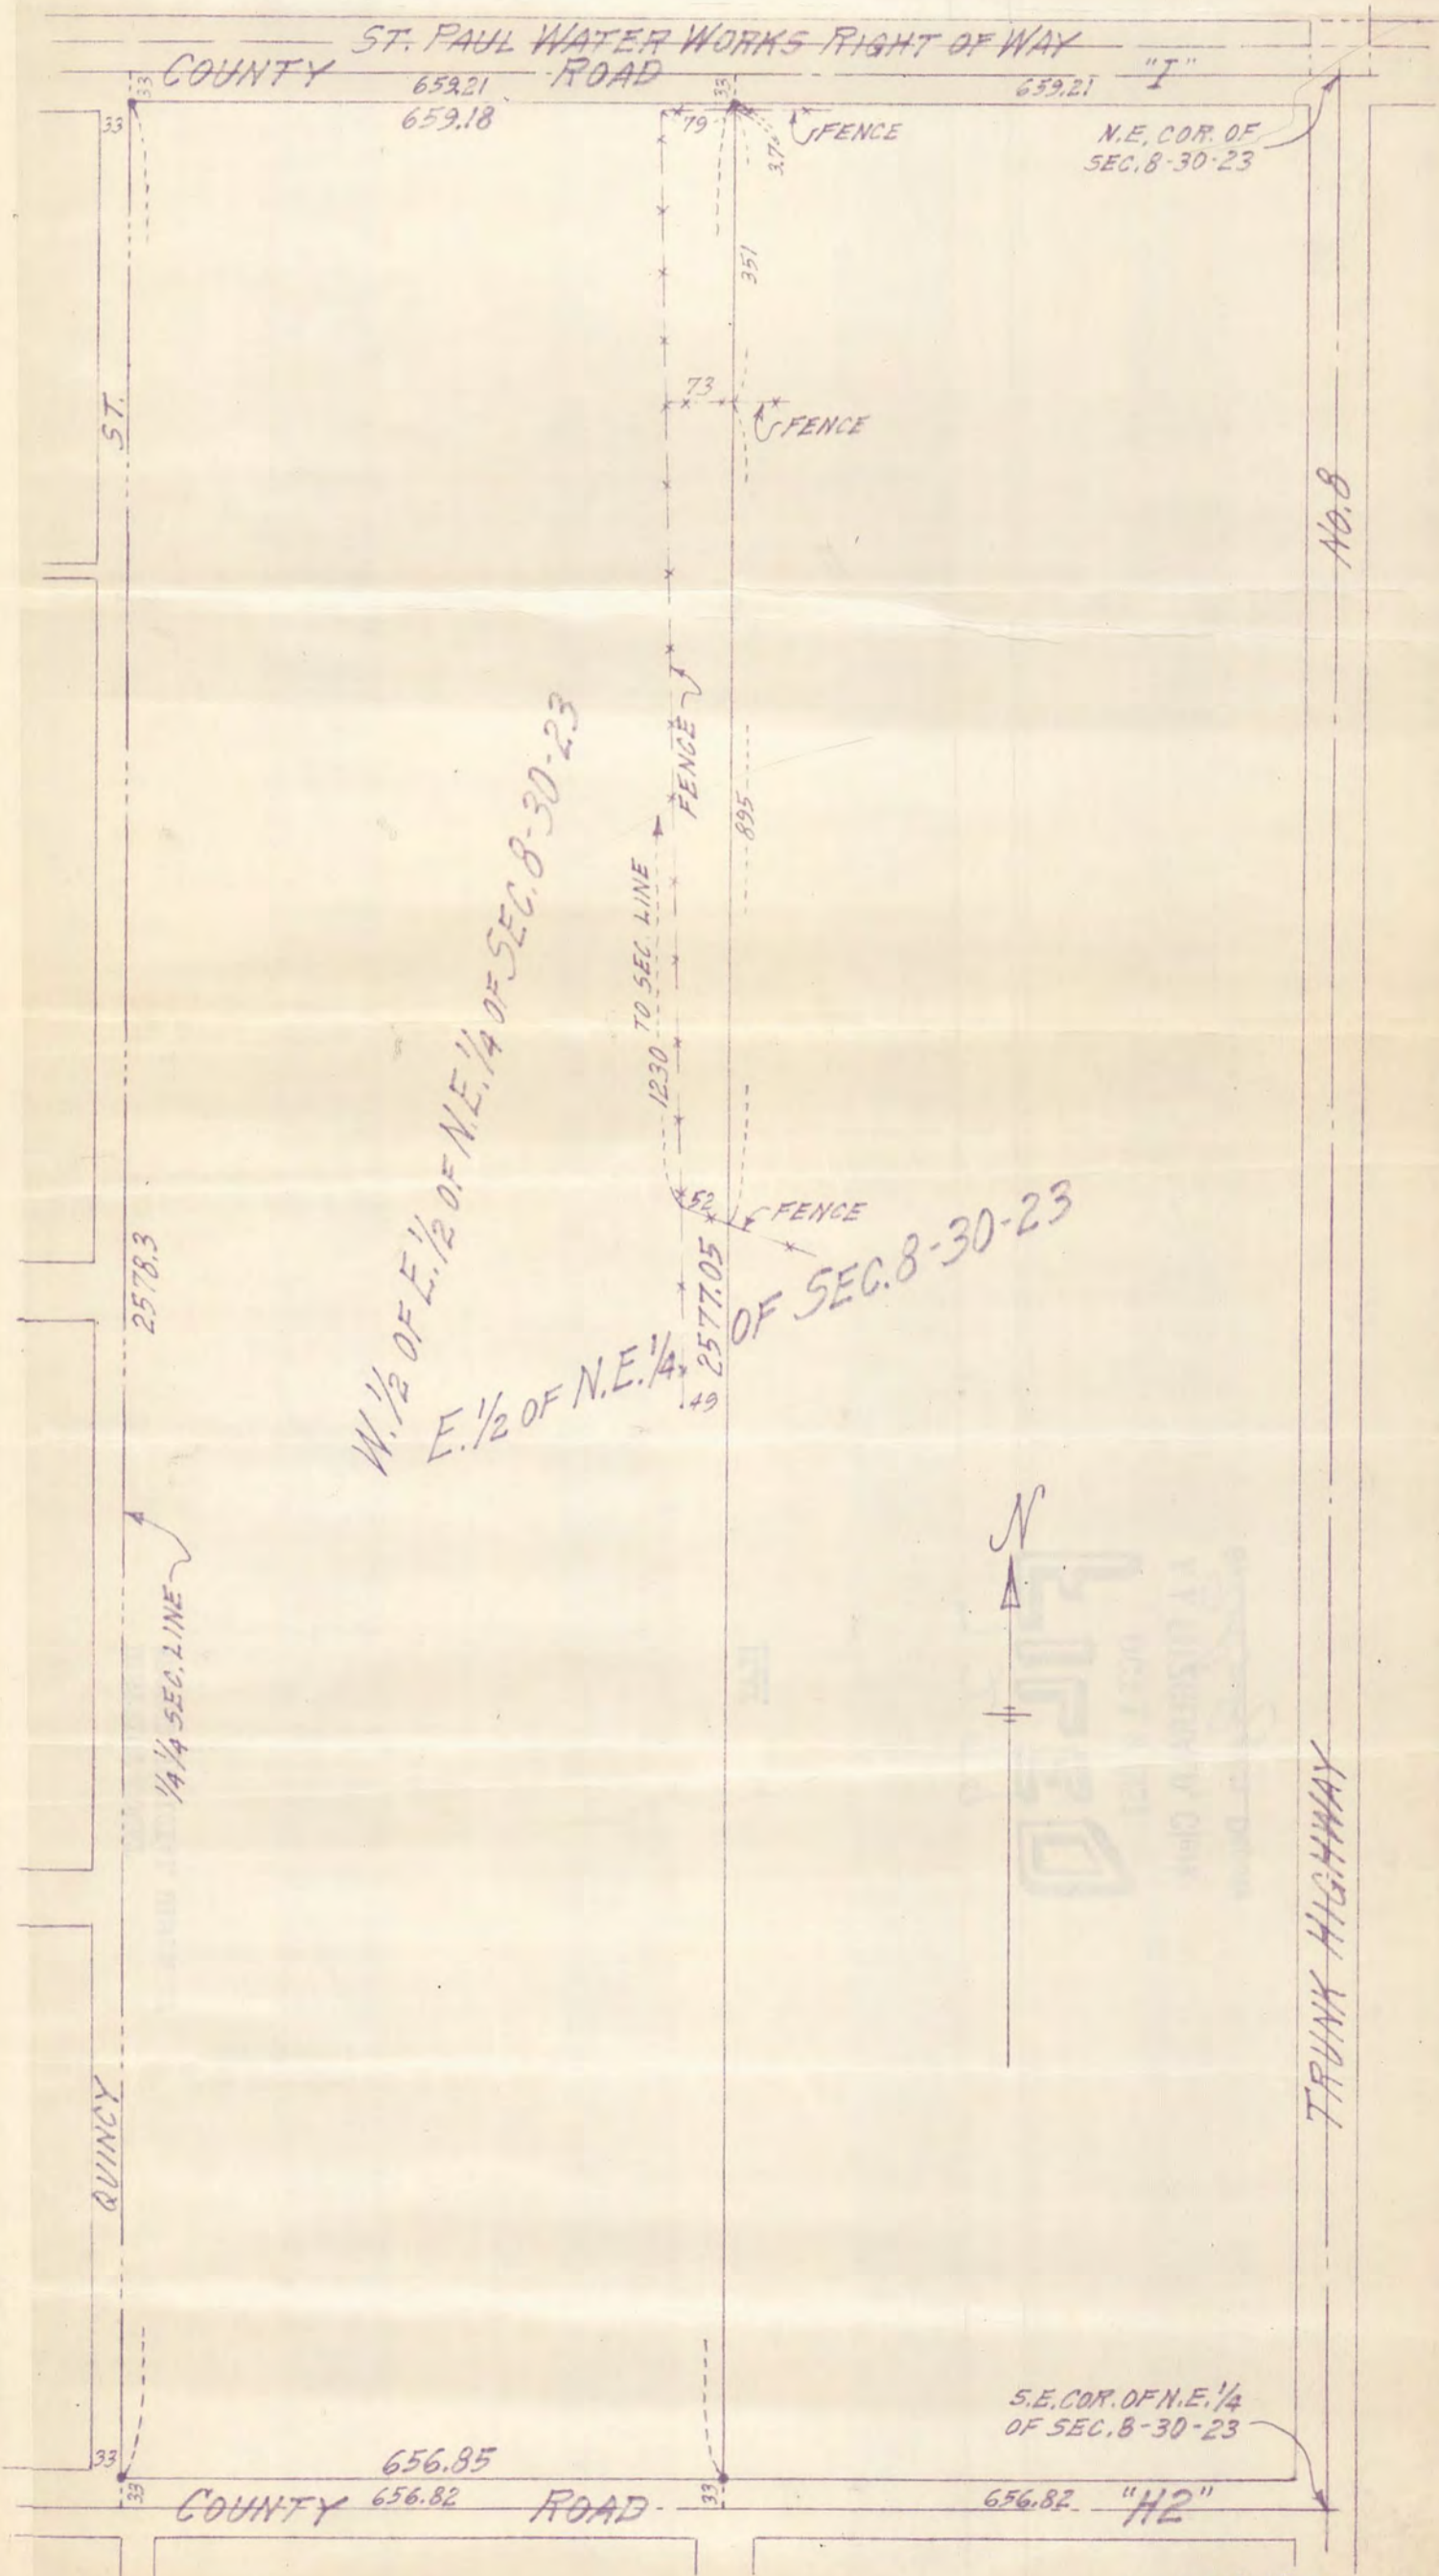 ST. PAUL WATER WORKS RIGHT OF WAY
COUNTY ROAD "I"
33
659.21
33
659.21
33
659.18
79
FENCE
3.7
N.E. COR. OF
SEC. 8-30-23
351
73
FENCE
ST.
NO. 8
FENCE
895
1230 TO SEC. LINE
W. 1/2 OF E. 1/2 OF N.E. 1/4 OF SEC. 8-30-23
52
FENCE
2578.3
2577.05
E. 1/2 OF N.E. 1/4 OF SEC. 8-30-23
49
N
1/4 1/4 SEC. LINE
TRUNK HIGHWAY
QUINCY
S.E. COR. OF N.E. 1/4
OF SEC. 8-30-23
33
656.85
33
656.82
33
656.82
COUNTY ROAD "H2"